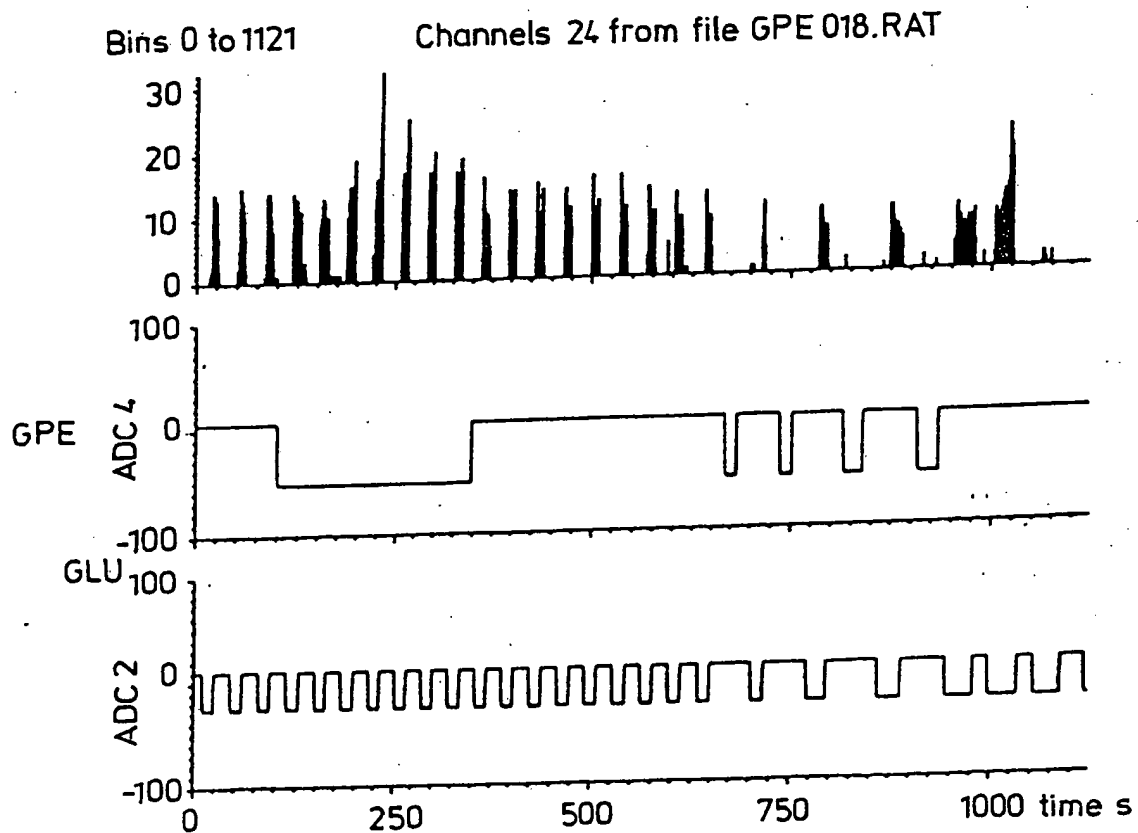 Bins 0 to 1121
Channels 24 from file GPE 018.RAT
30
20
10
0
100
GPE
ADC 4
0
-100
GLU
100
ADC 2
0
-100
0 250 500 750 1000 time s